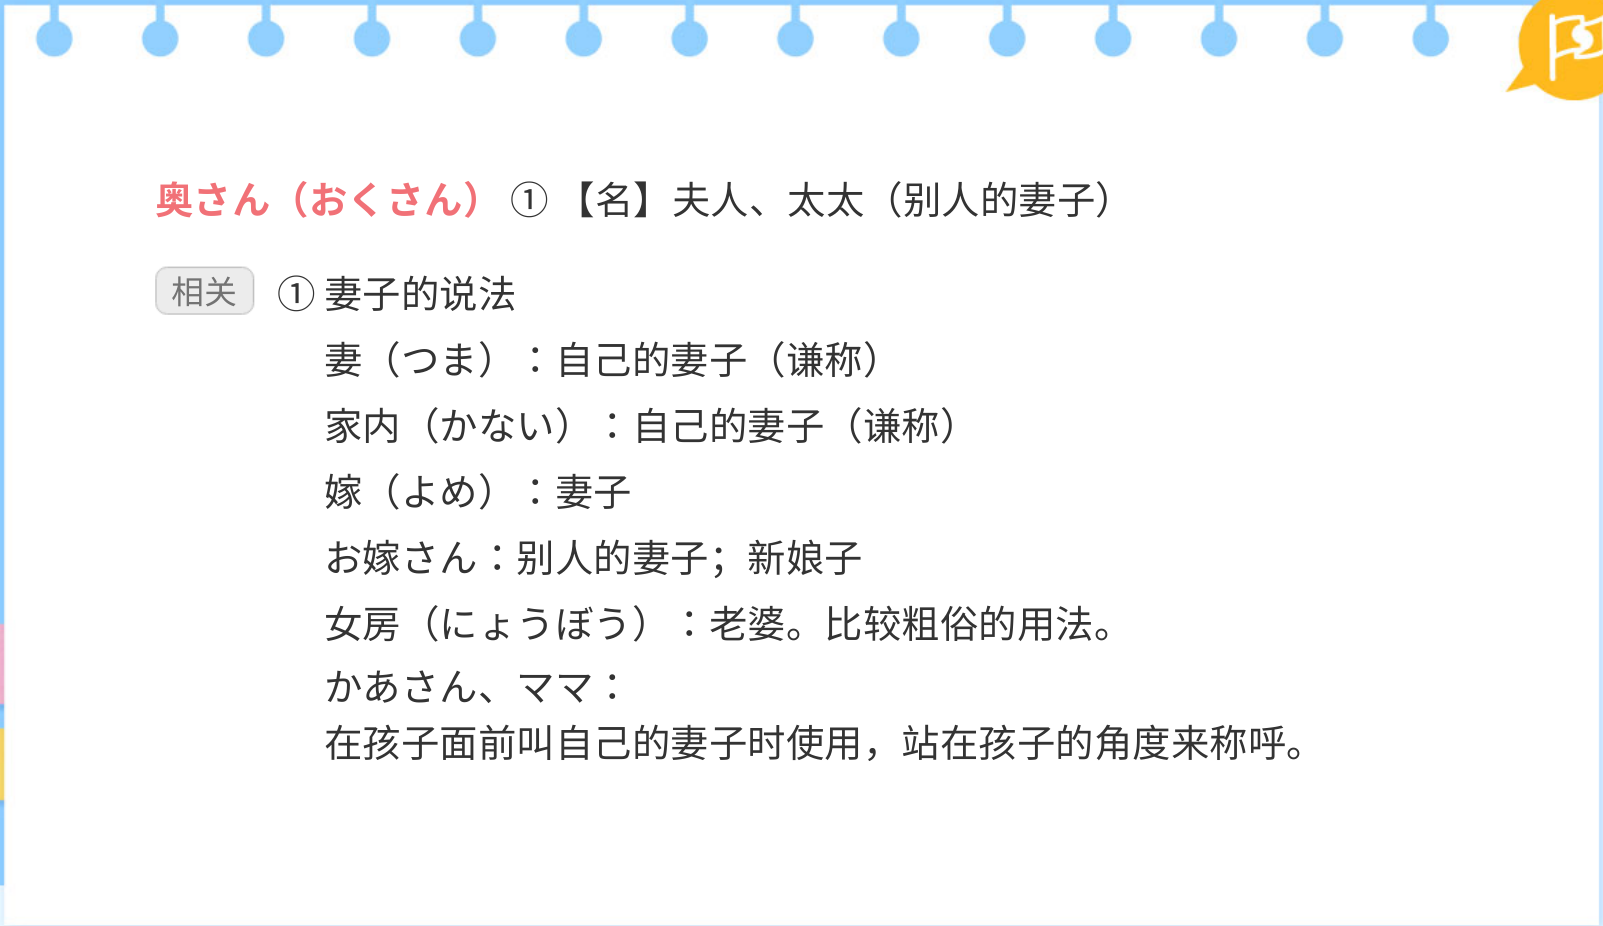 奥さん（おくさん） ① 【名】夫人、太太（别人的妻子）
相关 ① 妻子的说法
妻（つま）：自己的妻子（谦称）
家内（かない）：自己的妻子（谦称）
嫁（よめ）：妻子
お嫁さん：别人的妻子；新娘子
女房（にょうぼう）：老婆。比较粗俗的用法。
かあさん、ママ：
在孩子面前叫自己的妻子时使用，站在孩子的角度来称呼。